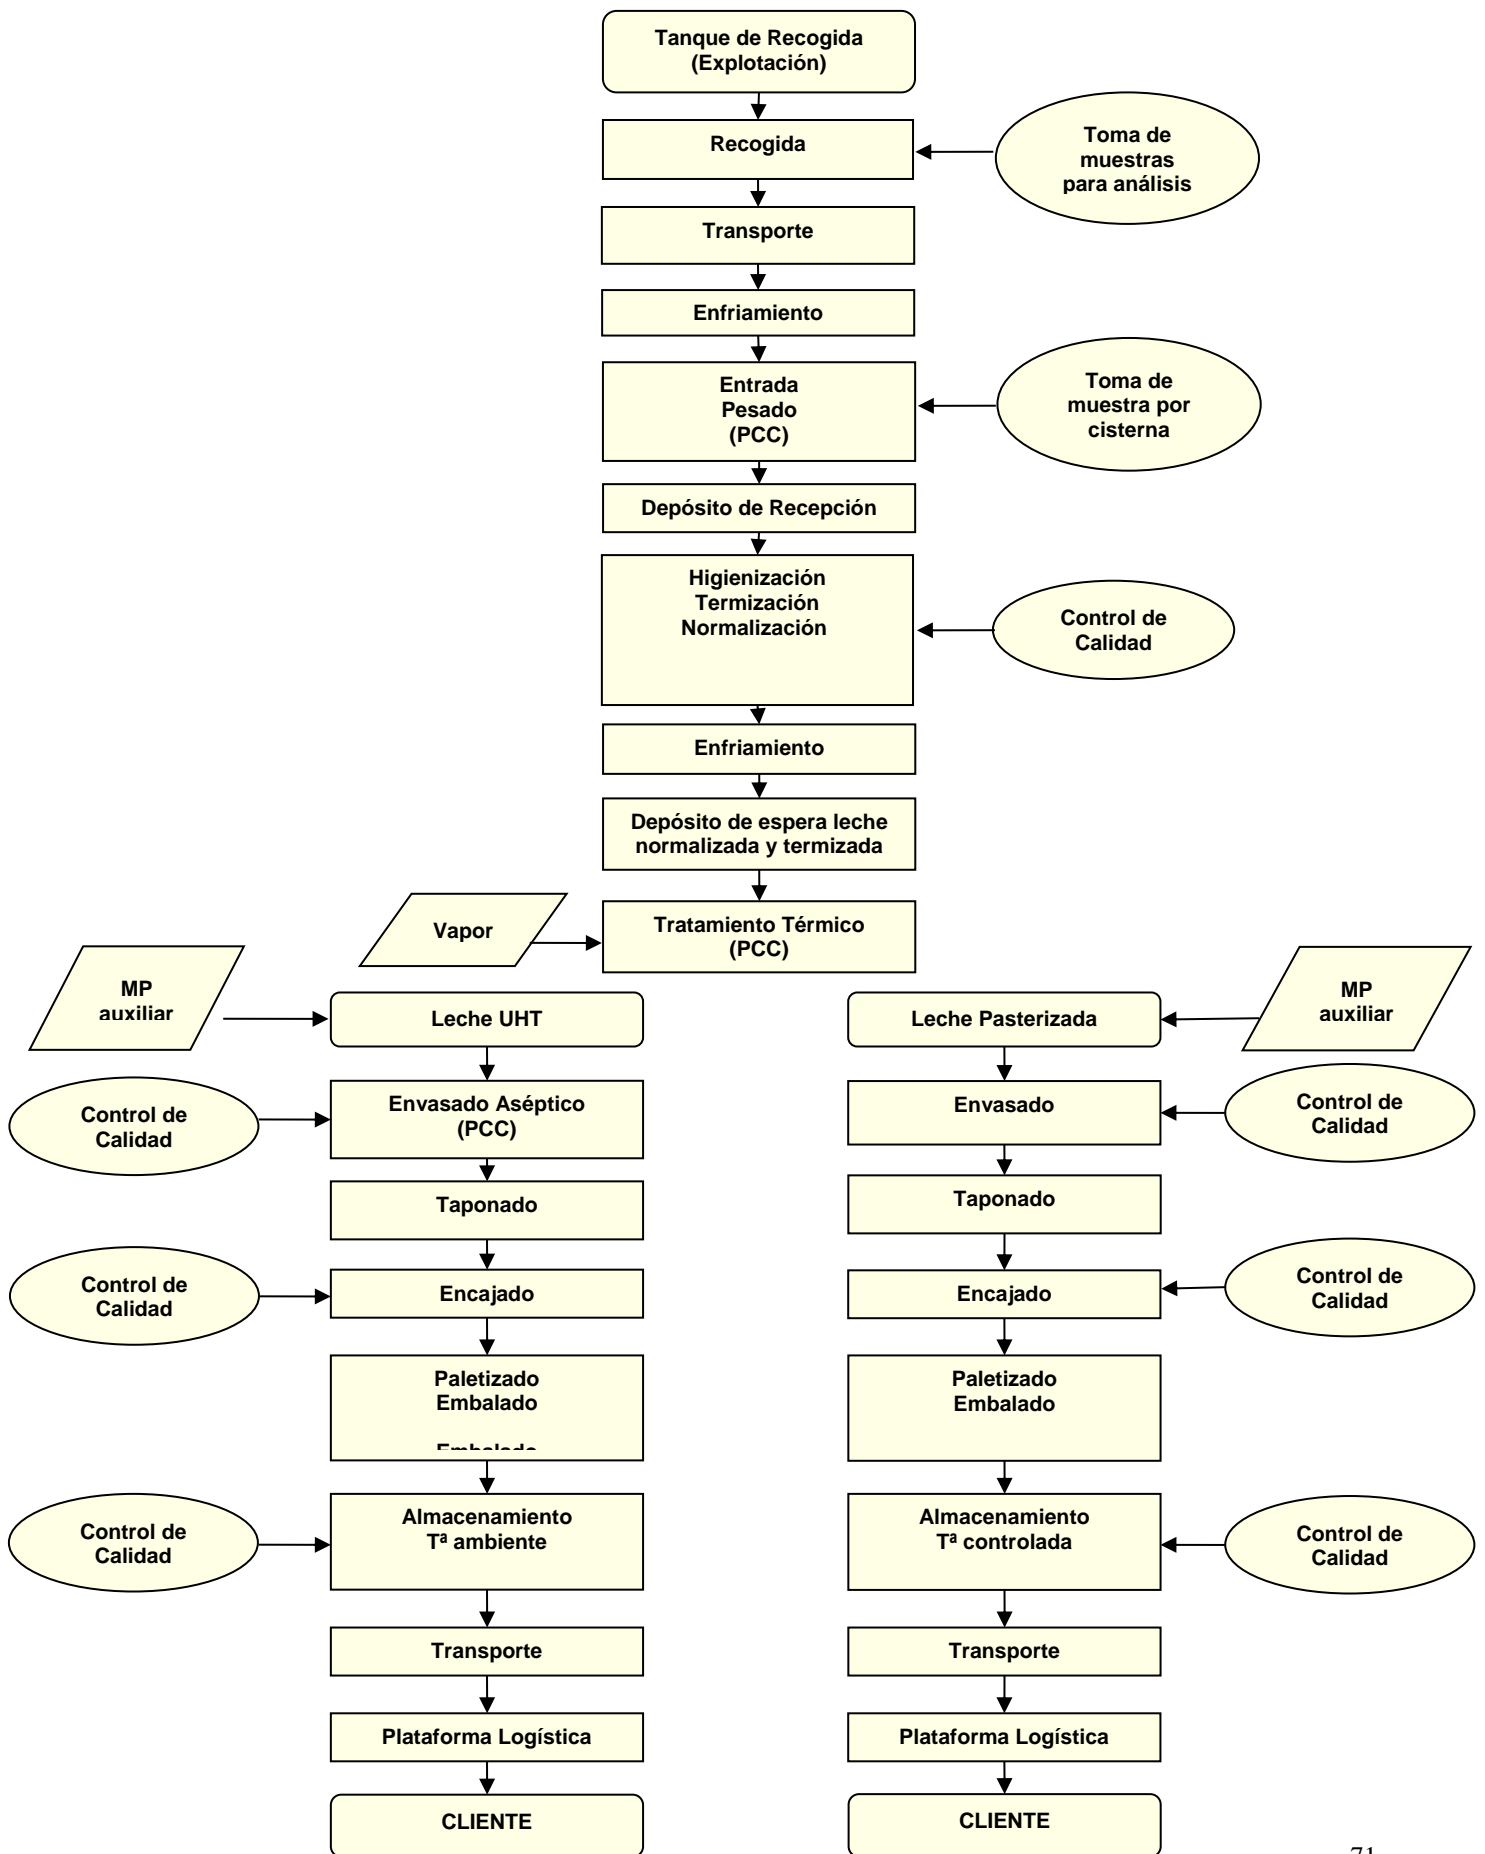 Tanque de Recogida
(Explotación)
Recogida
Toma de
muestras
para análisis
Transporte
Enfriamiento
Entrada
Pesado
(PCC)
Toma de
muestra por
cisterna
Depósito de Recepción
Higienización
Termización
Normalización
Control de
Calidad
Enfriamiento
Depósito de espera leche
normalizada y termizada
Vapor
Tratamiento Térmico
(PCC)
MP
auxiliar
Leche UHT
Leche Pasterizada
MP
auxiliar
Control de
Calidad
Envasado Aséptico
(PCC)
Envasado
Control de
Calidad
Taponado
Taponado
Control de
Calidad
Encajado
Encajado
Control de
Calidad
Paletizado
Embalado
Embalado
Paletizado
Embalado
Control de
Calidad
Almacenamiento
Tª ambiente
Almacenamiento
Tª controlada
Control de
Calidad
Transporte
Transporte
Plataforma Logística
Plataforma Logística
CLIENTE
CLIENTE
71